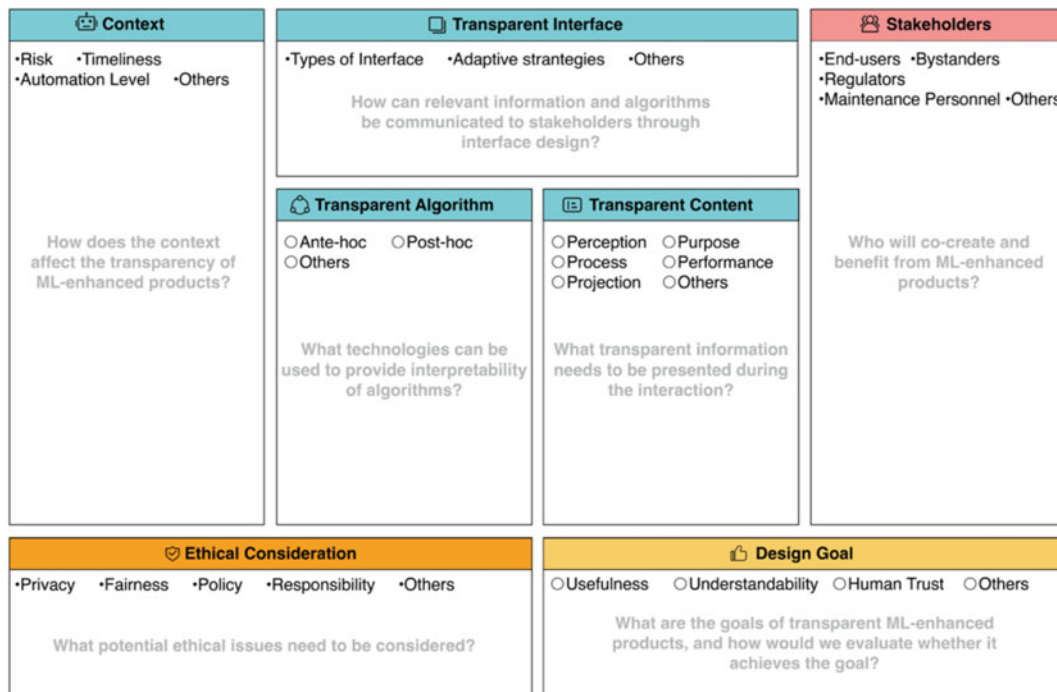 Context
•Risk •Timeliness
•Automation Level •Others
How does the context
affect the transparency of
ML-enhanced products?
Transparent Interface
•Types of Interface •Adaptive strantegies •Others
How can relevant information and algorithms
be communicated to stakeholders through
interface design?
Stakeholders
•End-users •Bystanders
•Regulators
•Maintenance Personnel •Others
Who will co-create and
benefit from ML-enhanced
products?
Transparent Algorithm
○Ante-hoc ○Post-hoc
○Others
What technologies can be
used to provide interpretability
of algorithms?
Transparent Content
○Perception ○Purpose
○Process ○Performance
○Projection ○Others
What transparent information
needs to be presented during
the interaction?
Ethical Consideration
•Privacy •Fairness •Policy •Responsibility •Others
What potential ethical issues need to be considered?
Design Goal
○Usefulness ○Understandability ○Human Trust ○Others
What are the goals of transparent ML-enhanced
products, and how would we evaluate whether it
achieves the goal?